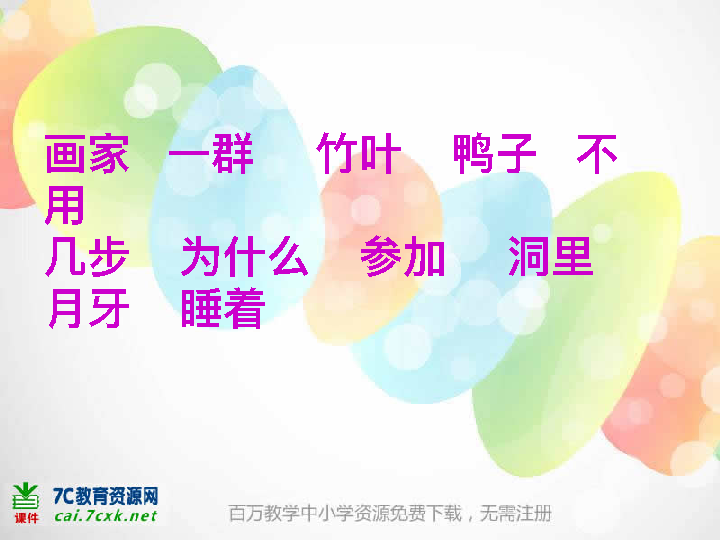 画家 一群 竹叶 鸭子 不
用
几步 为什么 参加 洞里
月牙 睡着
7C教育资源网
课件 cai.7cxk.net
百万教学中小学资源免费下载，无需注册